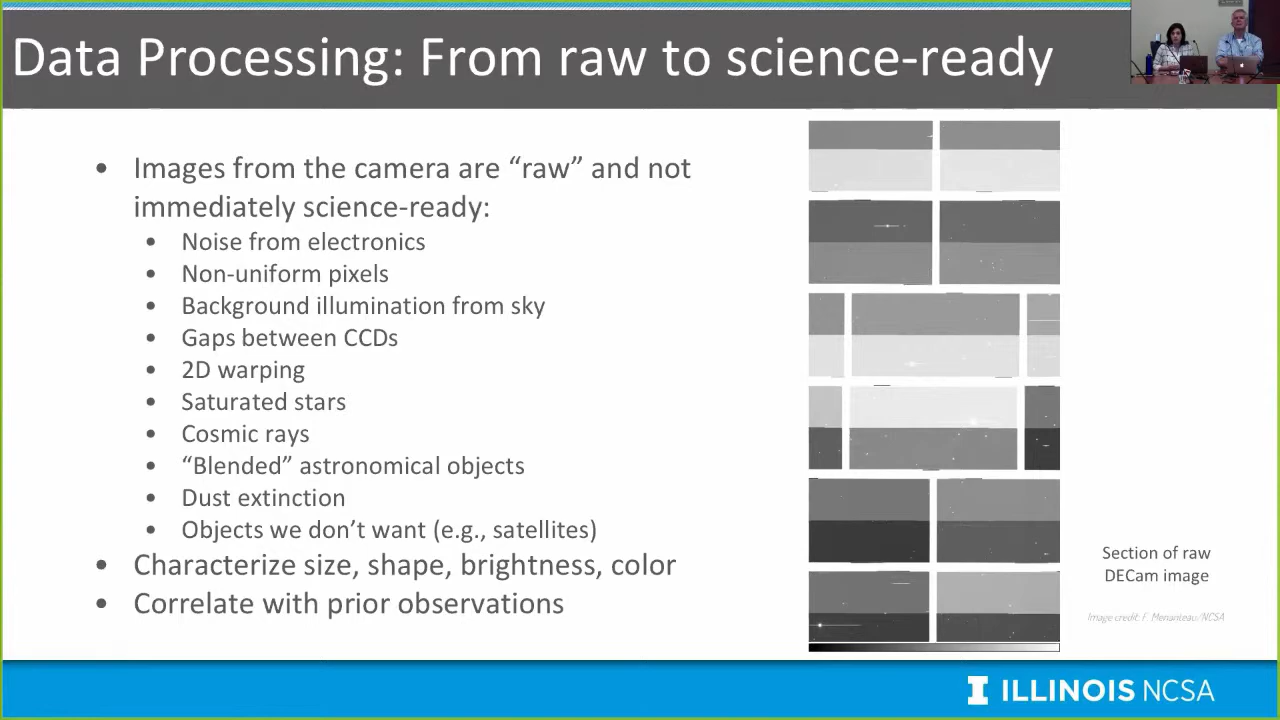 Data Processing: From raw to science-ready
• Images from the camera are “raw” and not
immediately science-ready:
• Noise from electronics
• Non-uniform pixels
• Background illumination from sky
• Gaps between CCDs
• 2D warping
• Saturated stars
• Cosmic rays
• “Blended” astronomical objects
• Dust extinction
• Objects we don’t want (e.g., satellites)
• Characterize size, shape, brightness, color
• Correlate with prior observations
Section of raw
DECam image
Image credit: F. Menanteau/NCSA
I ILLINOIS NCSA